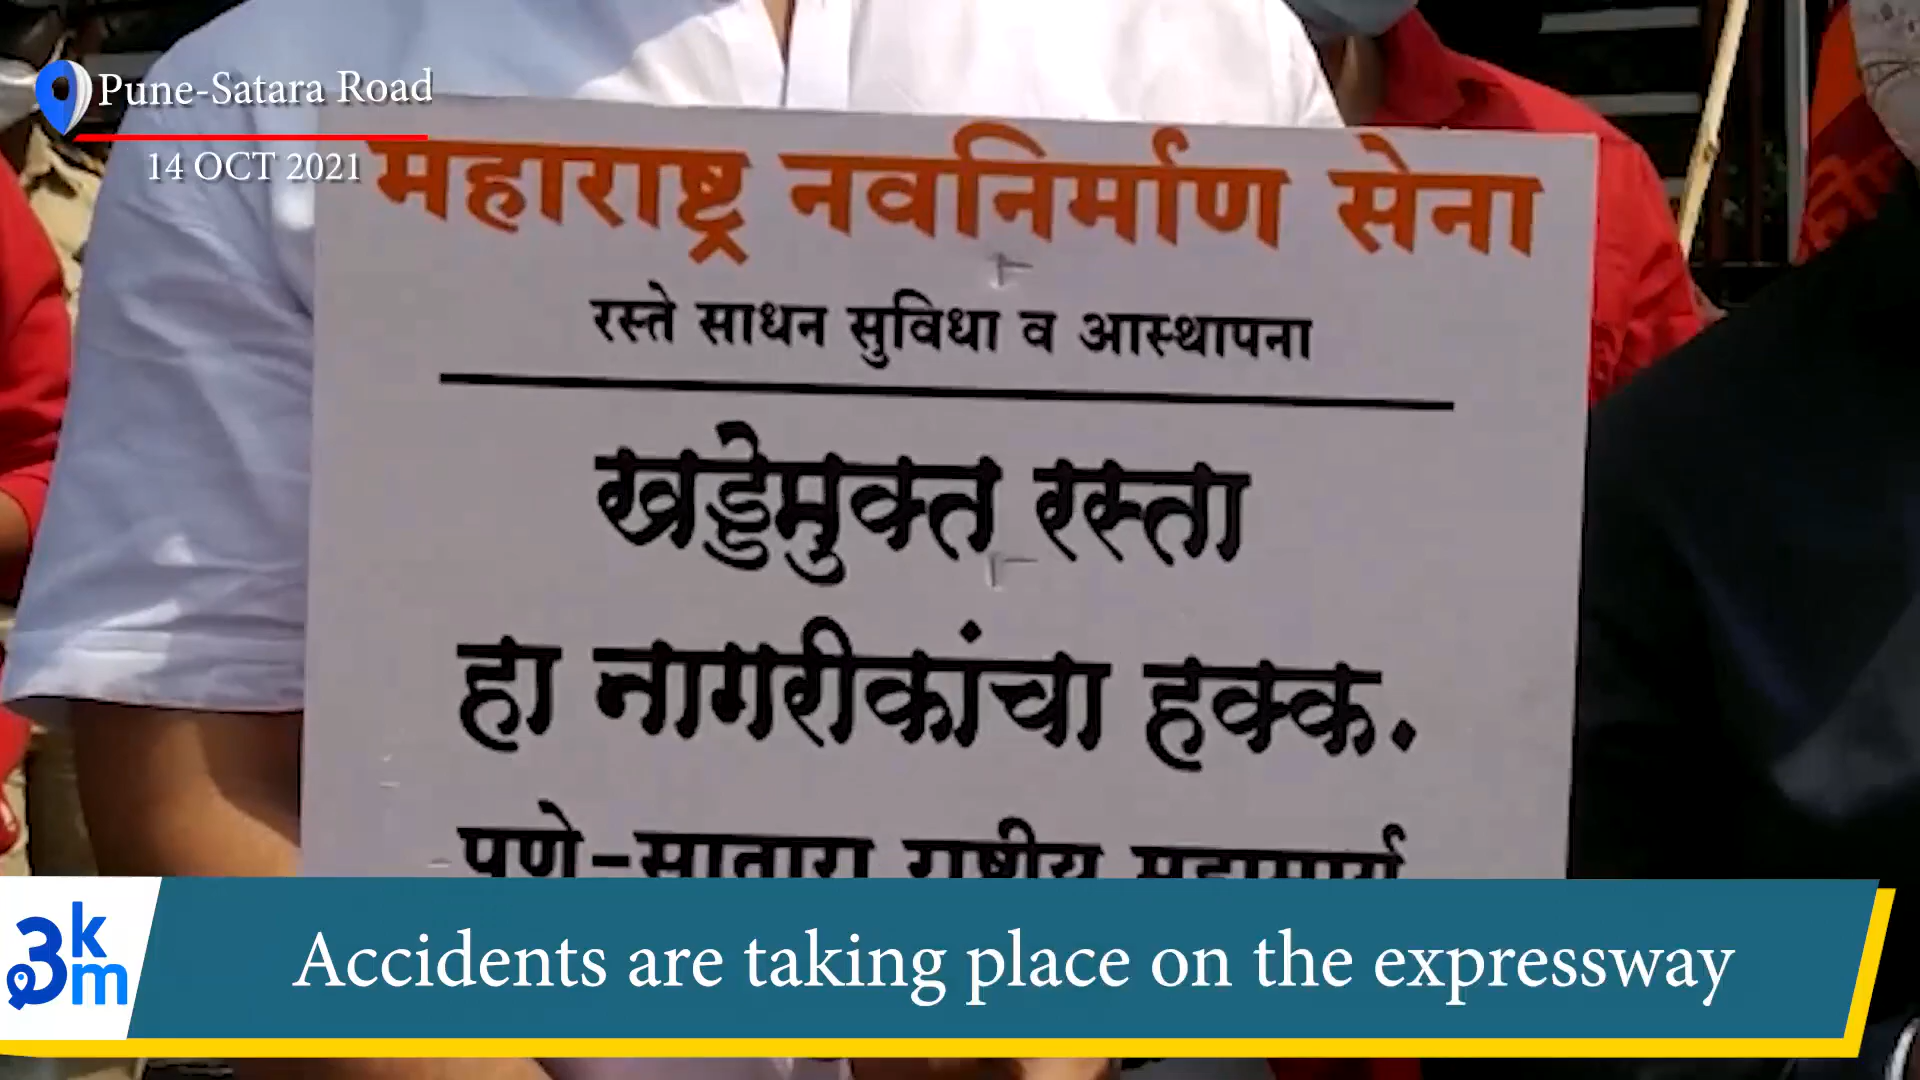 Pune-Satara Road
14 OCT 2021
महाराष्ट्र नवनिर्माण सेना
रस्ते साधन सुविधा व आस्थापना
खड्डेमुक्त रस्ता
हा नागरीकांचा हक्क.
पुणे-सातारा राष्ट्रीय महामार्ग
3km
Accidents are taking place on the expressway